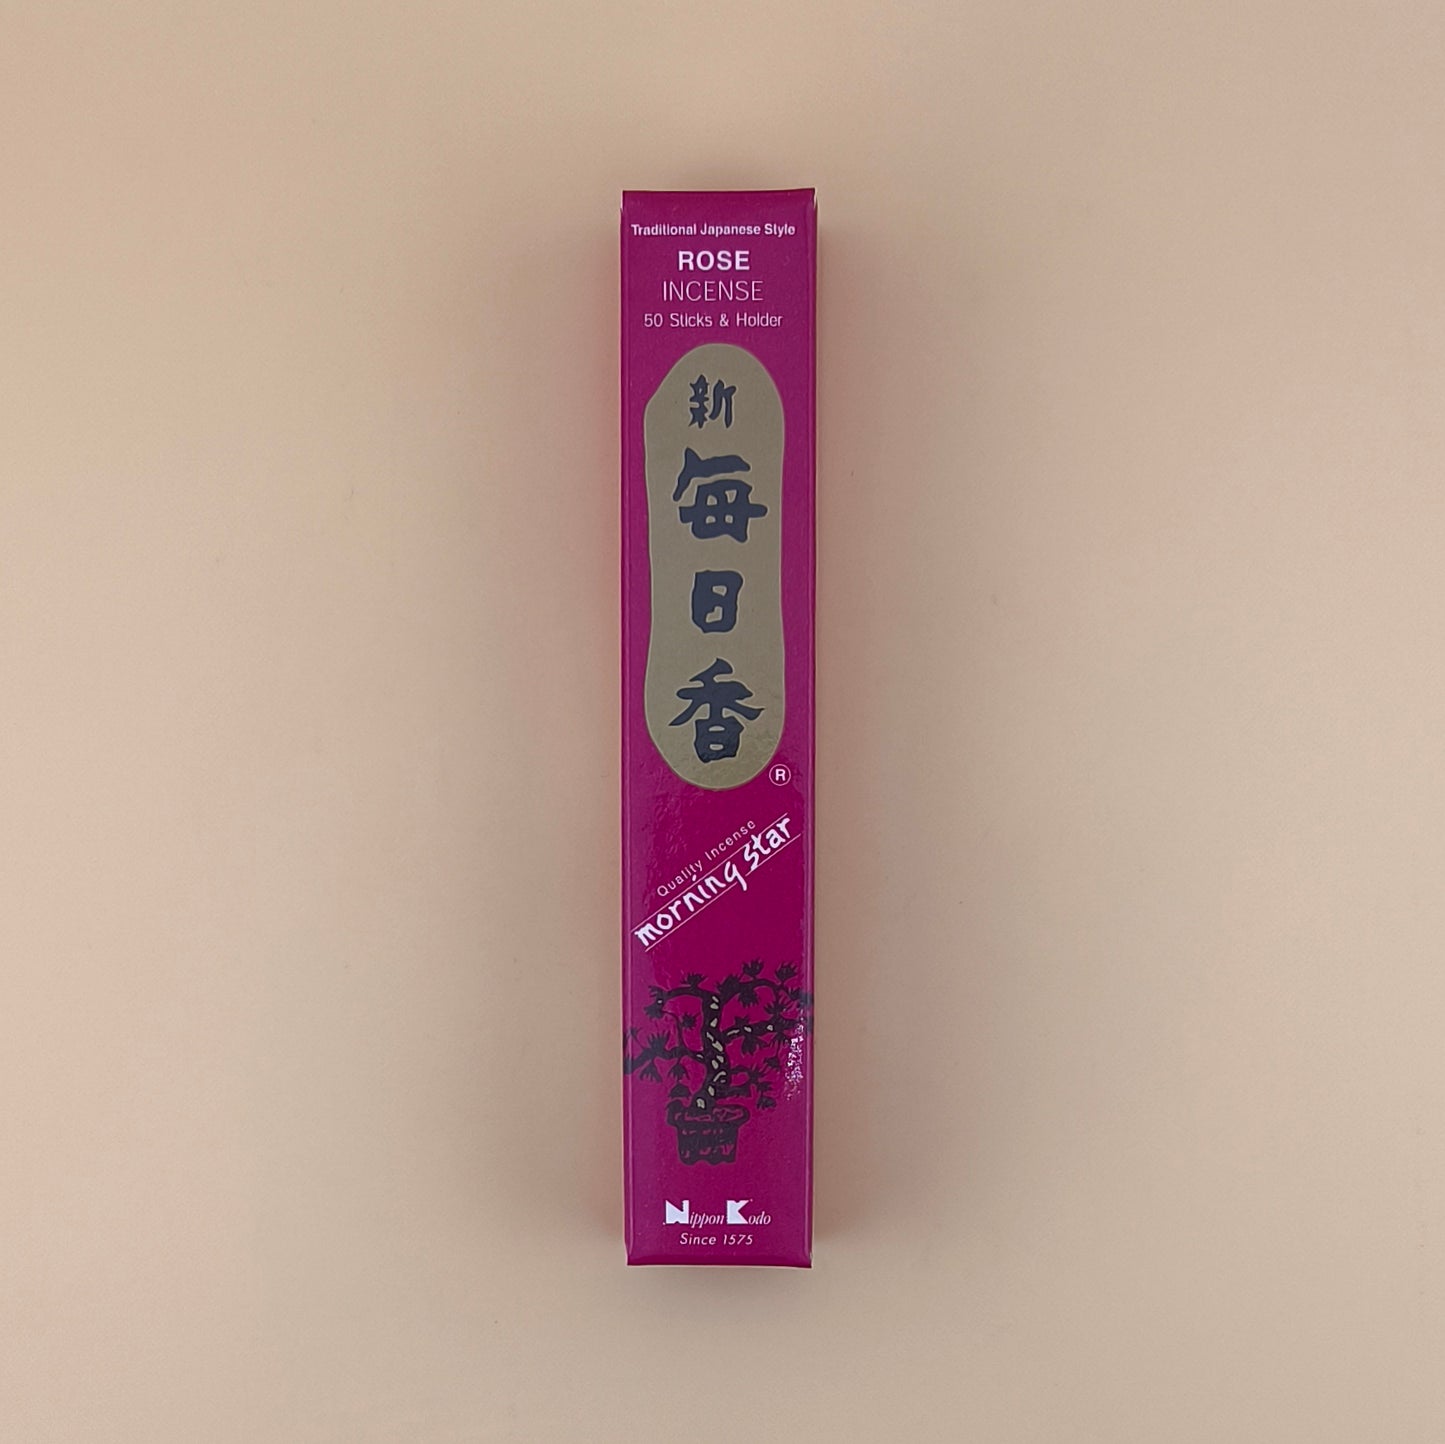 Traditional Japanese Style
ROSE
INCENSE
50 Sticks & Holder
新
毎
日
香
®
Quality Incense
morning star
Nippon Kodo
Since 1575